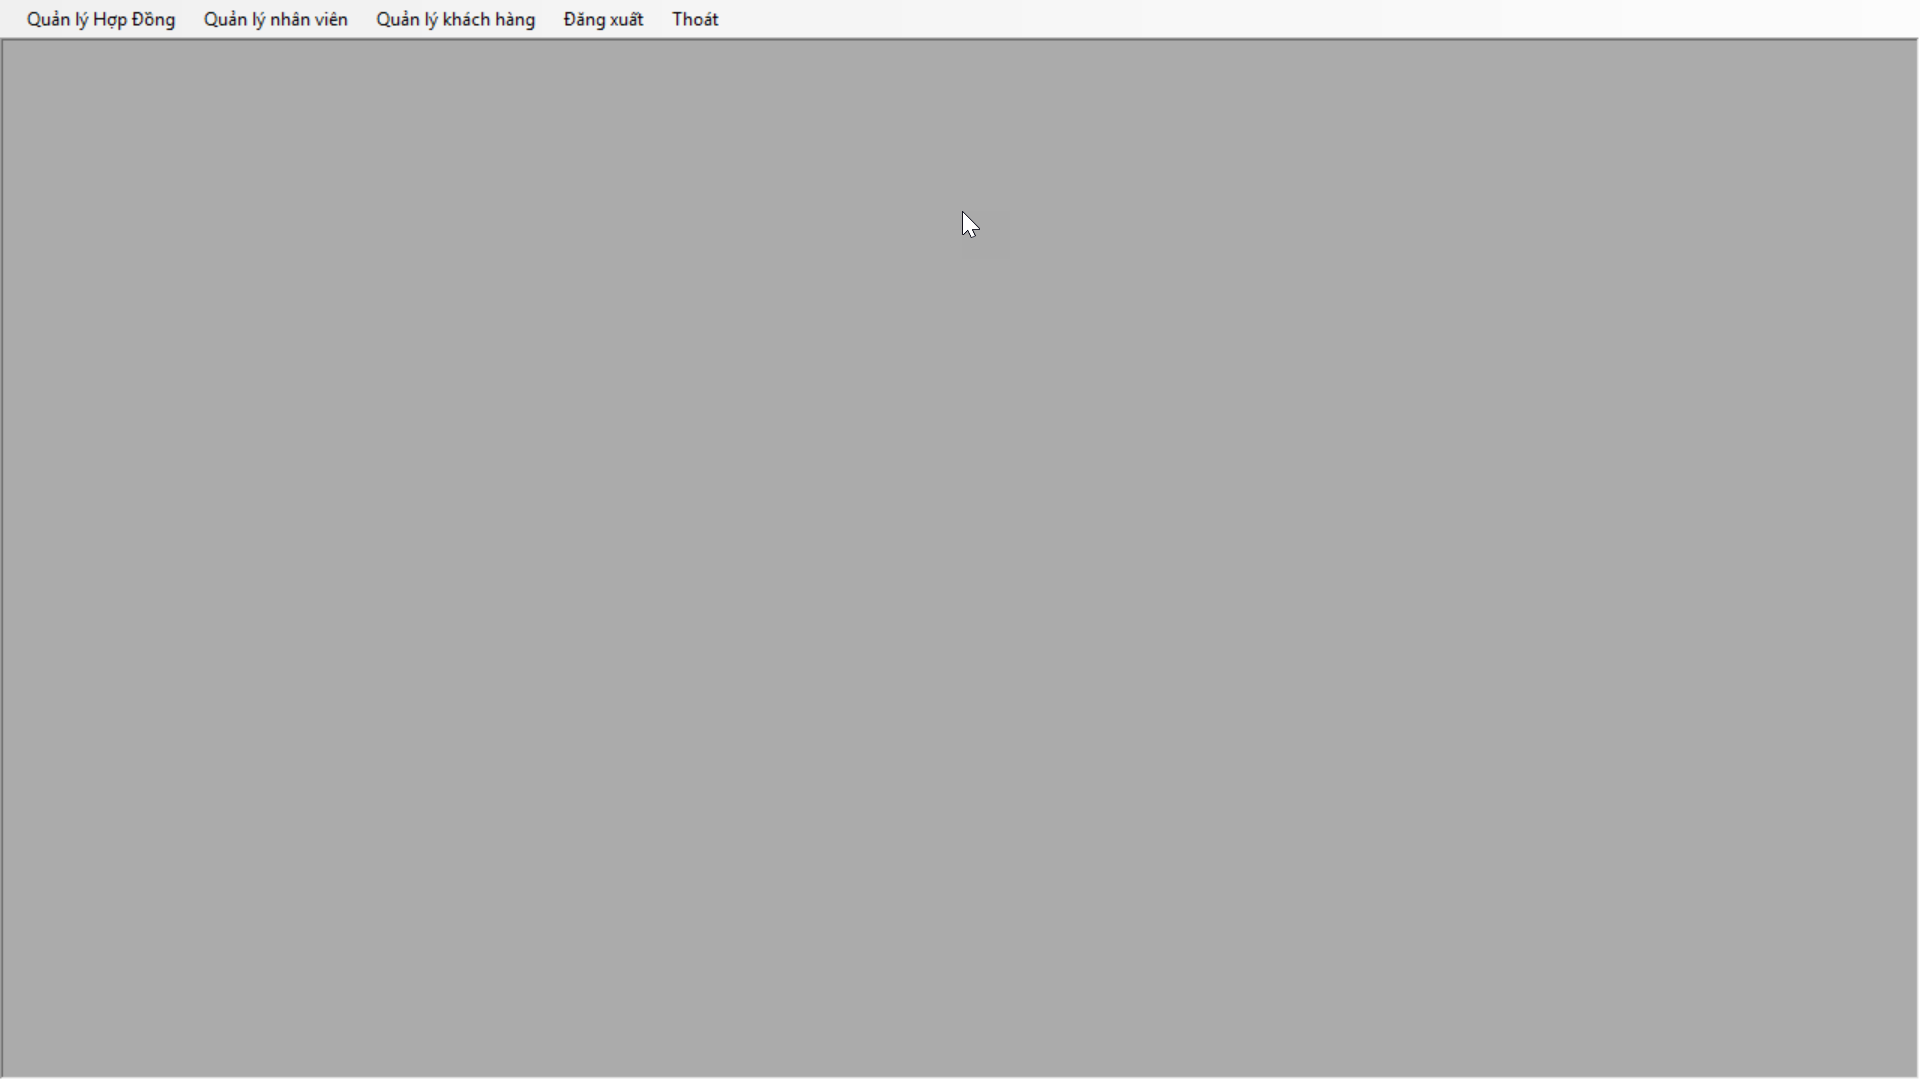 Quản lý Hợp Đồng Quản lý nhân viên Quản lý khách hàng Đăng xuất Thoát